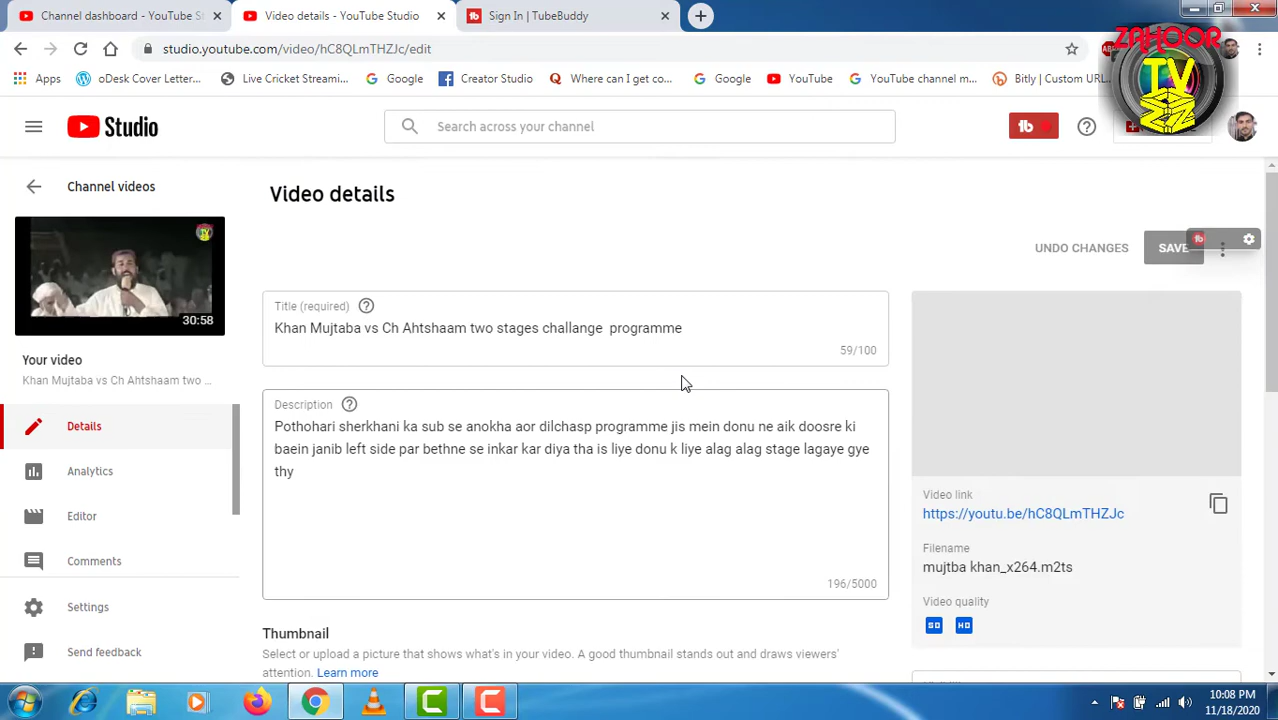 Channel dashboard - YouTube S
Video details - YouTube Studio
Sign In | TubeBuddy
studio.youtube.com/video/hC8QLmTHZJc/edit
Apps
oDesk Cover Letter...
Live Cricket Streami...
Google
Creator Studio
Where can I get co...
Google
YouTube
YouTube channel m...
Bitly | Custom URL...
ZAHOOR
TV
ZZ
Studio
Search across your channel
tb
Channel videos
Video details
UNDO CHANGES
SAVE
tb
30:58
Your video
Khan Mujtaba vs Ch Ahtshaam two ...
Details
Analytics
Editor
Comments
Settings
Send feedback
Title (required)
Khan Mujtaba vs Ch Ahtshaam two stages challange  programme
59/100
Description
Pothohari sherkhani ka sub se anokha aor dilchasp programme jis mein donu ne aik doosre ki
baein janib left side par bethne se inkar kar diya tha is liye donu k liye alag alag stage lagaye gye
thy
196/5000
Thumbnail
Select or upload a picture that shows what's in your video. A good thumbnail stands out and draws viewers'
attention. Learn more
Video link
https://youtu.be/hC8QLmTHZJc
Filename
mujtba khan_x264.m2ts
Video quality
SD
HD
10:08 PM
11/18/2020